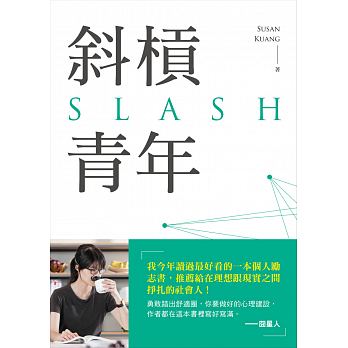 SUSAN
KUANG
著
斜槓
SLASH
青年
我今年讀過最好看的一本個人勵
志書，推薦給在理想跟現實之間
掙扎的社會人！
勇敢踏出舒適圈，你要做好的心理建設，
作者都在這本書裡寫好寫滿。
——囧星人